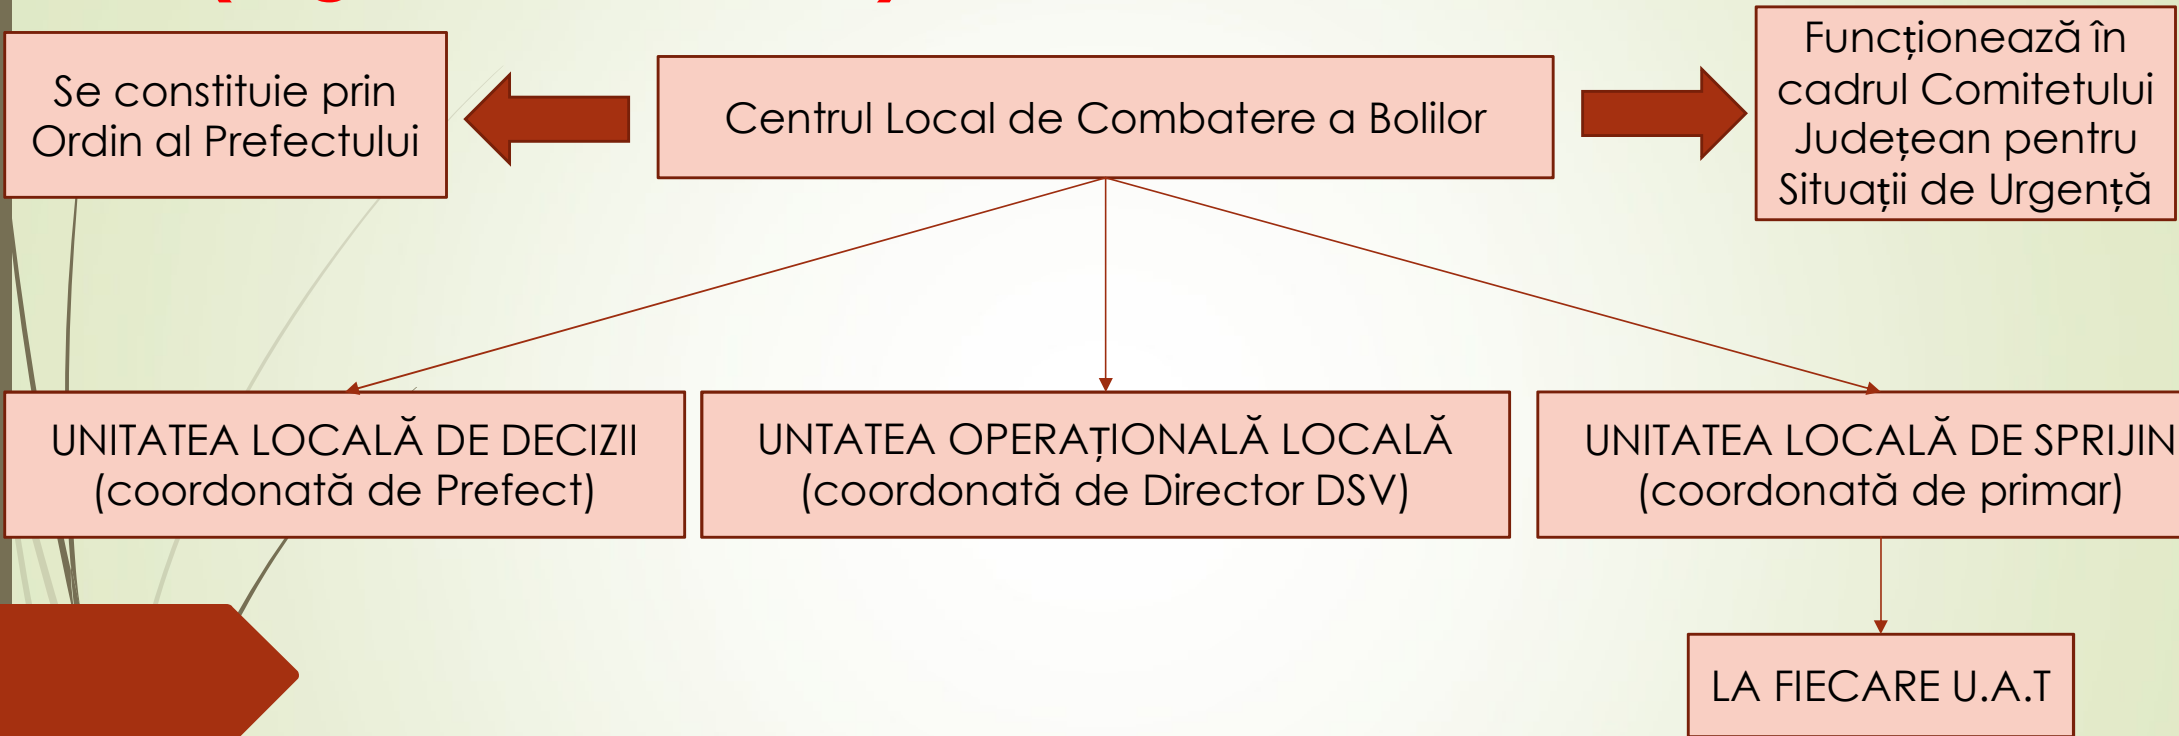 Se constituie prin
Ordin al Prefectului
Centrul Local de Combatere a Bolilor
Funcționează în
cadrul Comitetului
Județean pentru
Situații de Urgență
UNITATEA LOCALĂ DE DECIZII
(coordonată de Prefect)
UNTATEA OPERAȚIONALĂ LOCALĂ
(coordonată de Director DSV)
UNITATEA LOCALĂ DE SPRIJIN
(coordonată de primar)
LA FIECARE U.A.T